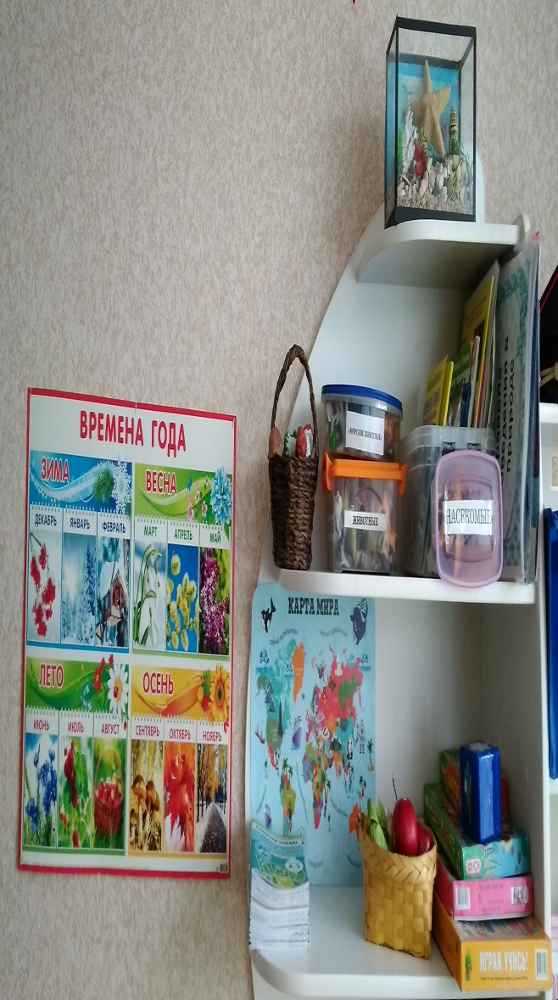 ВРЕМЕНА ГОДА
ЗИМА
ДЕКАБРЬ
ЯНВАРЬ
ФЕВРАЛЬ
ВЕСНА
МАРТ
АПРЕЛЬ
МАЙ
ЛЕТО
ИЮНЬ
ИЮЛЬ
АВГУСТ
ОСЕНЬ
СЕНТЯБРЬ
ОКТЯБРЬ
НОЯБРЬ
«МОРСКИЕ ЖИВОТНЫЕ»
ЖИВОТНЫЕ
НАСЕКОМЫЕ
КАРТА МИРА
ИГРАЯ, УЧИСЬ!